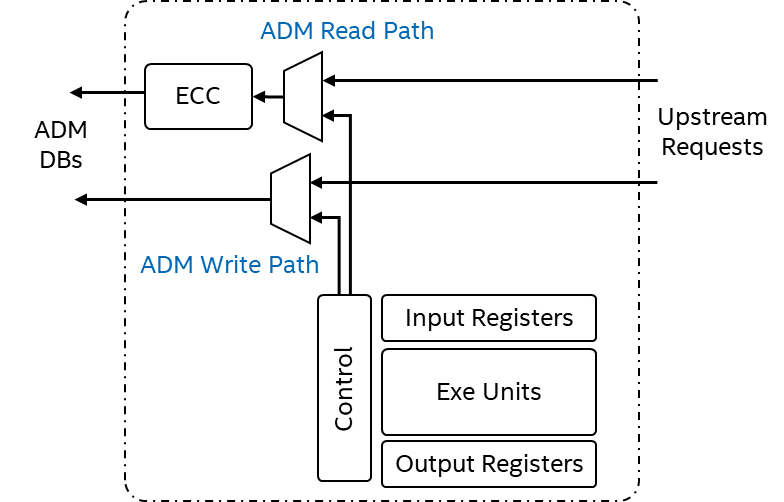 ADM Read Path
ECC
ADM
DBs
Upstream
Requests
ADM Write Path
Control
Input Registers
Exe Units
Output Registers